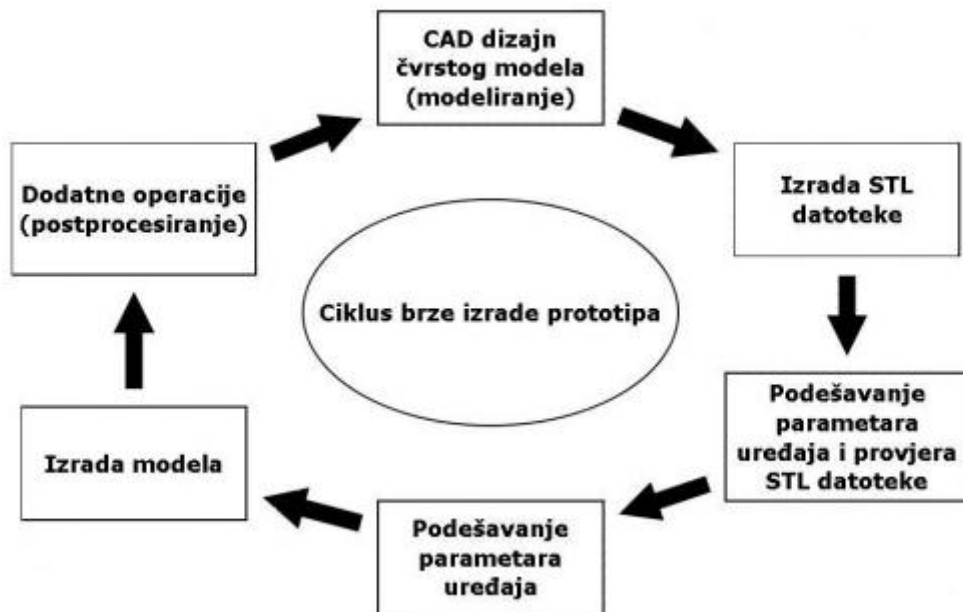 CAD dizajn
čvrstog modela
(modeliranje)
Izrada STL
datoteke
Podešavanje
parametara
uređaja i provjera
STL datoteke
Podešavanje
parametara
uređaja
Izrada modela
Dodatne operacije
(postprocesiranje)
Ciklus brze izrade prototipa